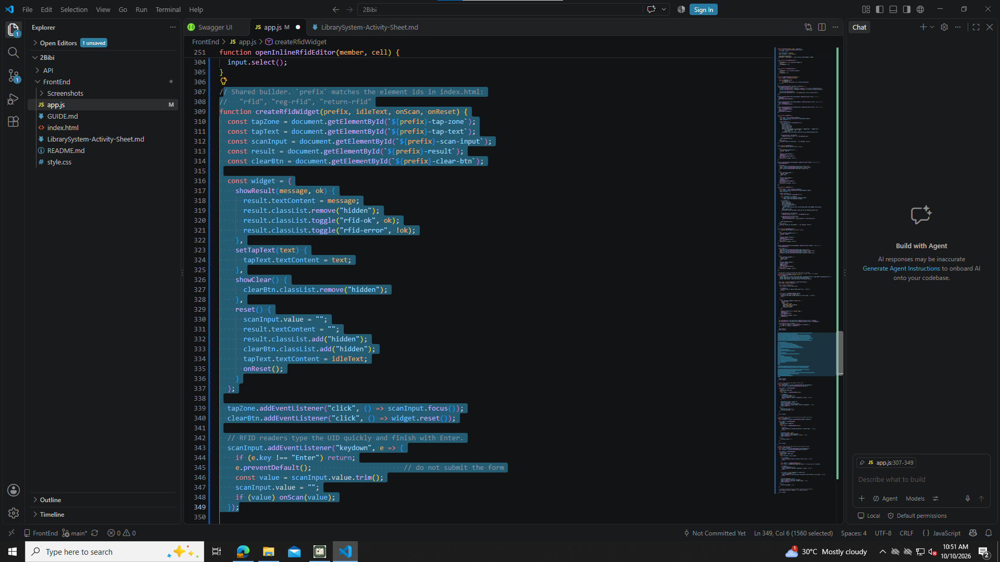 File Edit Selection View Go Run Terminal Help
2Bibi
Sign In
Explorer
Open Editors 1 unsaved
2Bibi
API
FrontEnd
Screenshots
JS app.js M
GUIDE.md
<> index.html
LibrarySystem-Activity-Sheet.md
README.md
# style.css
Outline
Timeline
Swagger UI
JS app.js M
LibrarySystem-Activity-Sheet.md
FrontEnd > JS app.js > createRfidWidget
251 function openInlineRfidEditor(member, cell) {
304 input.select();
305 }
306
307 // Shared builder. `prefix` matches the element ids in index.html:
308 //   "rfid", "reg-rfid", "return-rfid"
309 function createRfidWidget(prefix, idleText, onScan, onReset) {
310 const tapZone = document.getElementById(`${prefix}-tap-zone`);
311 const tapText = document.getElementById(`${prefix}-tap-text`);
312 const scanInput = document.getElementById(`${prefix}-scan-input`);
313 const result = document.getElementById(`${prefix}-result`);
314 const clearBtn = document.getElementById(`${prefix}-clear-btn`);
315
316 const widget = {
317 showResult(message, ok) {
318 result.textContent = message;
319 result.classList.remove("hidden");
320 result.classList.toggle("rfid-ok", ok);
321 result.classList.toggle("rfid-error", !ok);
322 },
323 setTapText(text) {
324 tapText.textContent = text;
325 },
326 showClear() {
327 clearBtn.classList.remove("hidden");
328 },
329 reset() {
330 scanInput.value = "";
331 result.textContent = "";
332 result.classList.add("hidden");
333 clearBtn.classList.add("hidden");
334 tapText.textContent = idleText;
335 onReset();
336 }
337 };
338
339 tapZone.addEventListener("click", () => scanInput.focus());
340 clearBtn.addEventListener("click", () => widget.reset());
341
342 // RFID readers type the UID quickly and finish with Enter.
343 scanInput.addEventListener("keydown", e => {
344 if (e.key !== "Enter") return;
345 e.preventDefault(); // do not submit the form
346 const value = scanInput.value.trim();
347 scanInput.value = "";
348 if (value) onScan(value);
349 });
350
Chat
Build with Agent
AI responses may be inaccurate
Generate Agent Instructions to onboard AI
onto your codebase.
JS app.js:307-349
Describe what to build
Agent Models
Local Default permissions
FrontEnd main* 0 0
Not Committed Yet Ln 349, Col 6 (1560 selected) Spaces: 4 UTF-8 CRLF {} JavaScript
Type here to search
1
30°C Mostly cloudy
10:51 AM
10/10/2026
2